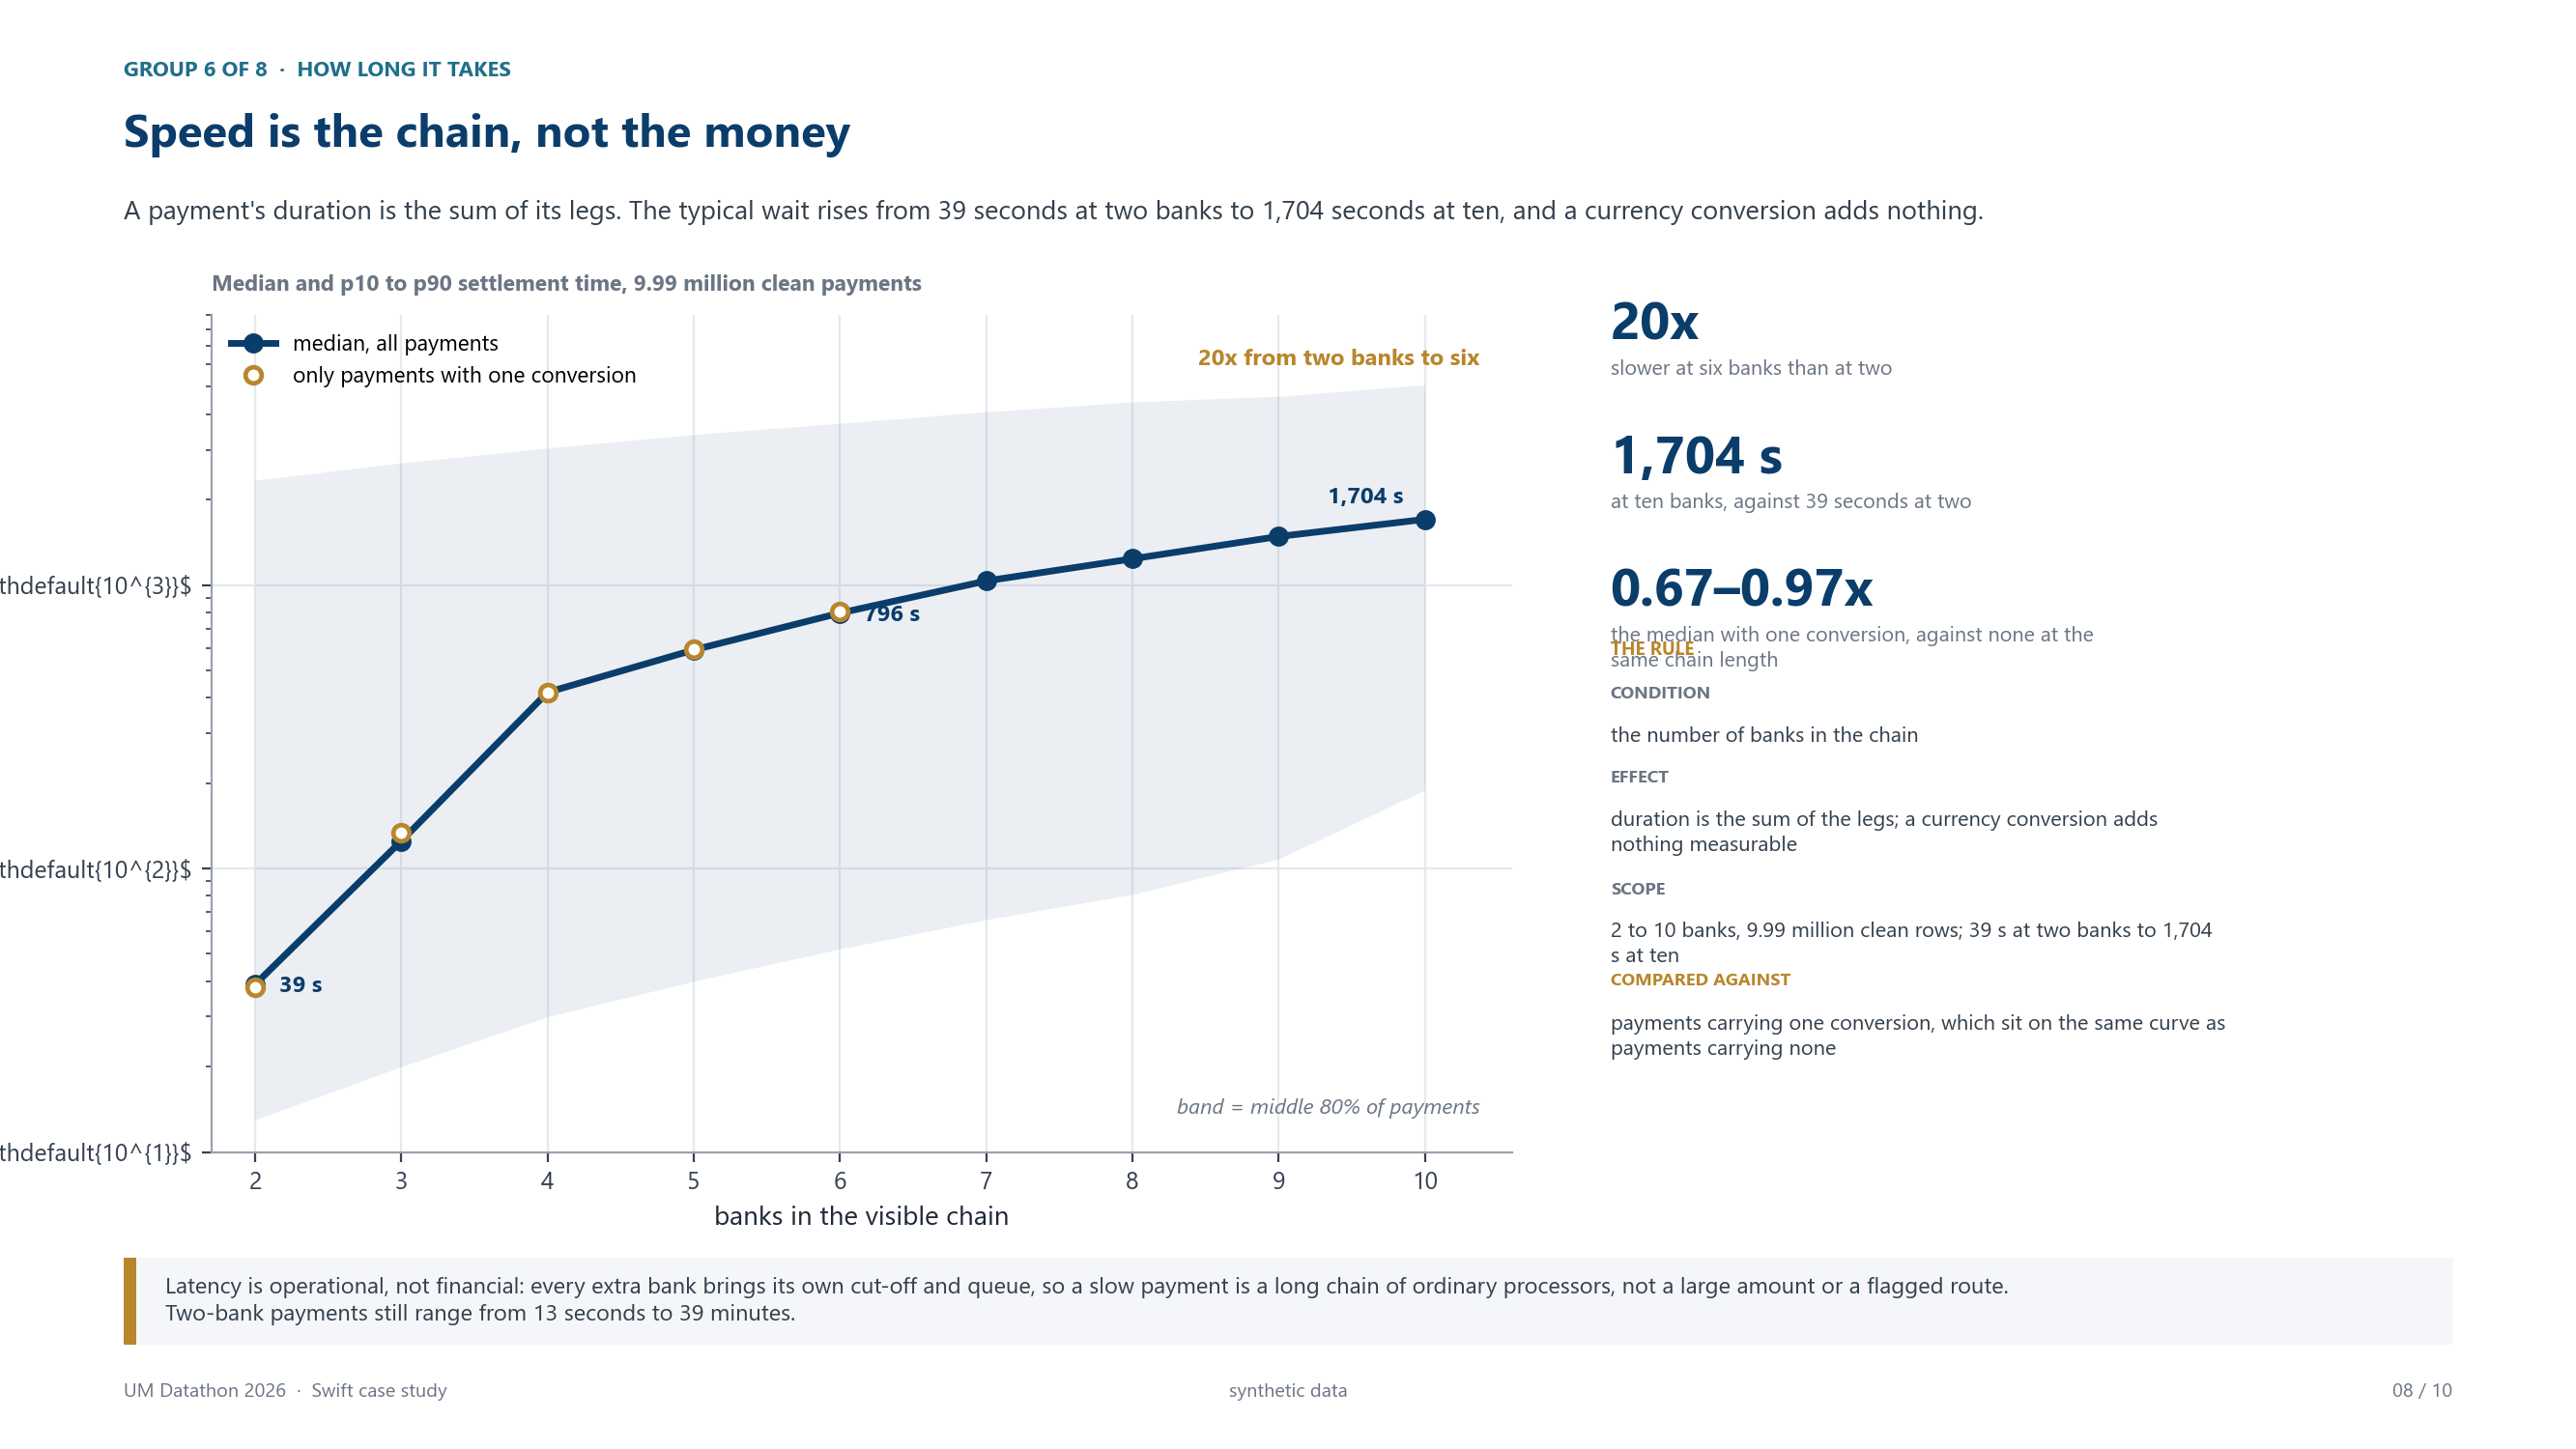 GROUP 6 OF 8 · HOW LONG IT TAKES
Speed is the chain, not the money
A payment's duration is the sum of its legs. The typical wait rises from 39 seconds at two banks to 1,704 seconds at ten, and a currency conversion adds nothing.
Median and p10 to p90 settlement time, 9.99 million clean payments
median, all payments
only payments with one conversion
20x from two banks to six
1,704 s
796 s
39 s
band = middle 80% of payments
thdefault{10^{3}}$
thdefault{10^{2}}$
thdefault{10^{1}}$
2 3 4 5 6 7 8 9 10
banks in the visible chain
20x
slower at six banks than at two
1,704 s
at ten banks, against 39 seconds at two
0.67–0.97x
the median with one conversion, against none at the
same chain length
THE RULE
CONDITION
the number of banks in the chain
EFFECT
duration is the sum of the legs; a currency conversion adds
nothing measurable
SCOPE
2 to 10 banks, 9.99 million clean rows; 39 s at two banks to 1,704
s at ten
COMPARED AGAINST
payments carrying one conversion, which sit on the same curve as
payments carrying none
Latency is operational, not financial: every extra bank brings its own cut-off and queue, so a slow payment is a long chain of ordinary processors, not a large amount or a flagged route.
Two-bank payments still range from 13 seconds to 39 minutes.
UM Datathon 2026 · Swift case study
synthetic data
08 / 10